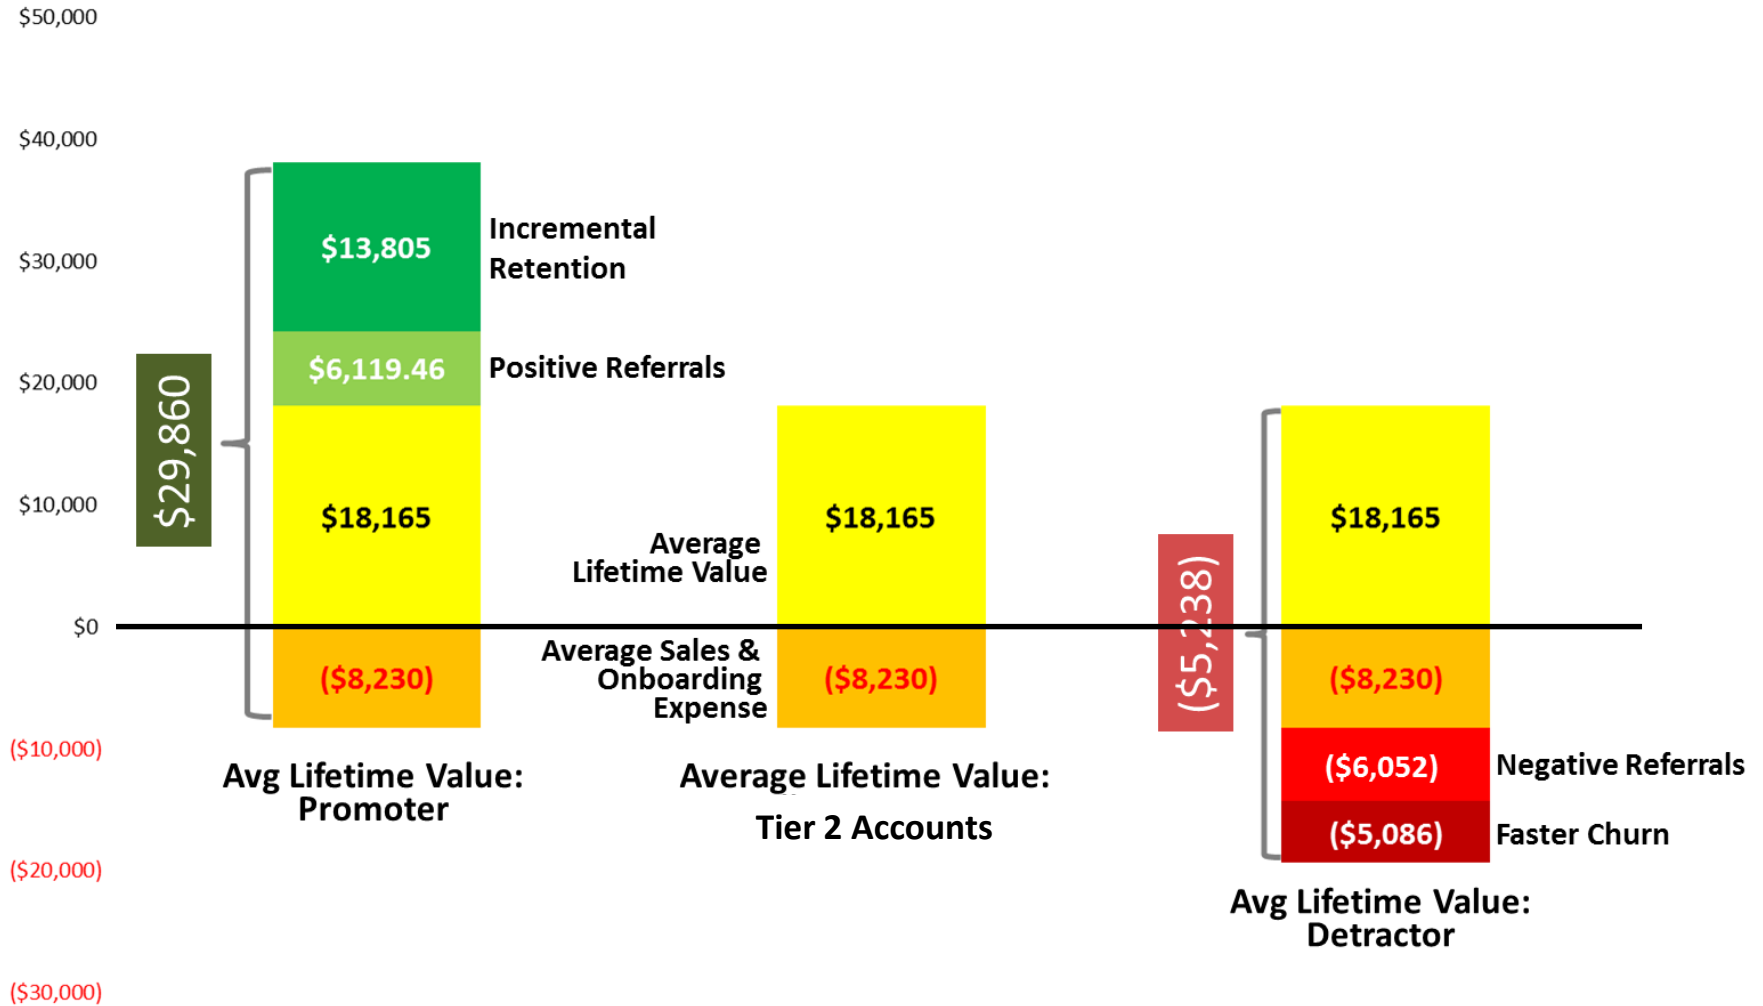 $50,000
$40,000
$30,000
$20,000
$10,000
$0
($10,000)
($20,000)
($30,000)
$29,860
$13,805
Incremental
Retention
$6,119.46
Positive Referrals
$18,165
($8,230)
Avg Lifetime Value:
Promoter
Average
Lifetime Value
Average Sales &
Onboarding
Expense
$18,165
($8,230)
Average Lifetime Value:
Tier 2 Accounts
($5,238)
$18,165
($8,230)
($6,052)
Negative Referrals
($5,086)
Faster Churn
Avg Lifetime Value:
Detractor